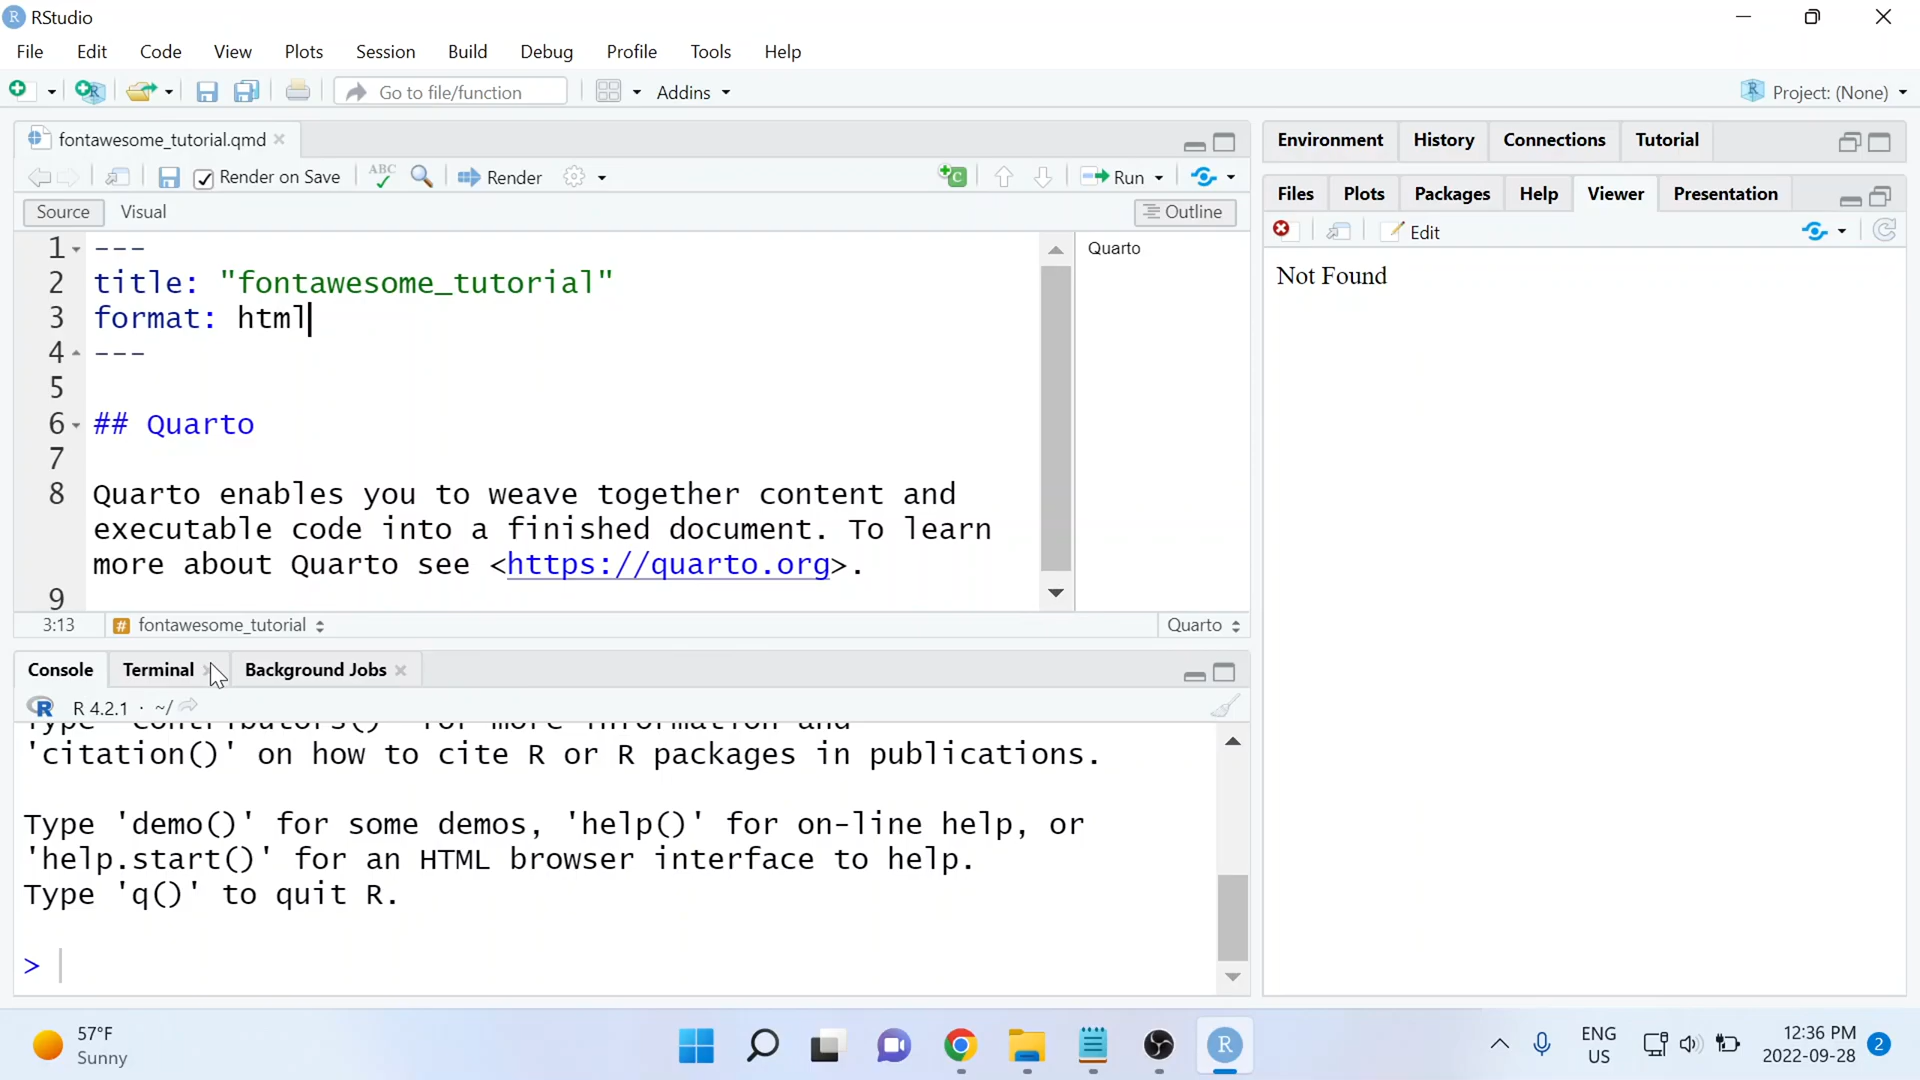 RStudio
File Edit Code View Plots Session Build Debug Profile Tools Help
Go to file/function Addins Project: (None)
fontawesome_tutorial.qmd
Render on Save ABC Render Run
Source Visual Outline
1 ---
2 title: "fontawesome_tutorial"
3 format: html
4 ---
5
6 ## Quarto
7
8 Quarto enables you to weave together content and
executable code into a finished document. To learn
more about Quarto see <https://quarto.org>.
9
Quarto
3:13 # fontawesome_tutorial Quarto
Console Terminal Background Jobs
R 4.2.1 · ~/
Type 'contributors()' for more information and
'citation()' on how to cite R or R packages in publications.
Type 'demo()' for some demos, 'help()' for on-line help, or
'help.start()' for an HTML browser interface to help.
Type 'q()' to quit R.
>
Environment History Connections Tutorial
Files Plots Packages Help Viewer Presentation
Edit
Not Found
57°F
Sunny
ENG
US
12:36 PM
2022-09-28
2